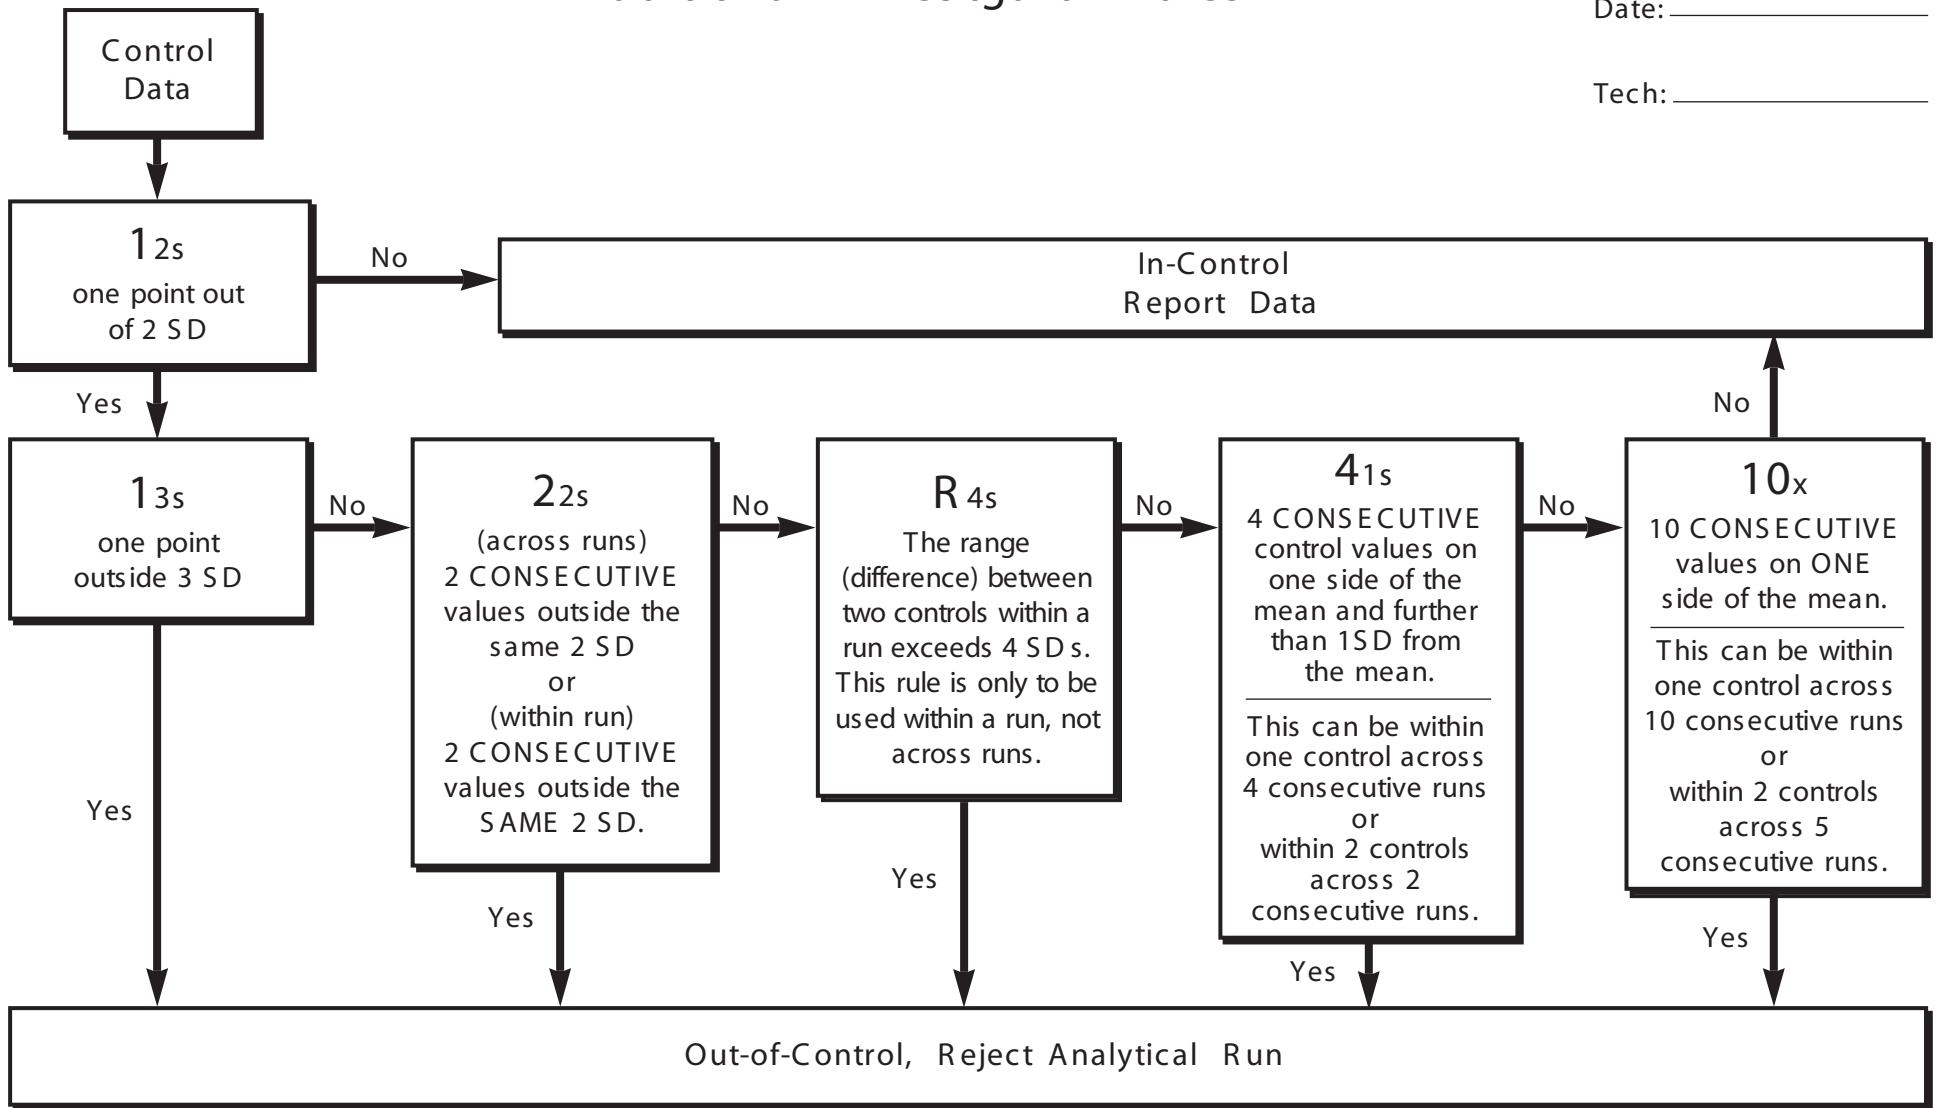 Date:
Tech:
Control
Data
1 2s
one point out
of 2 SD
No
In-Control
Report Data
Yes
No
1 3s
one point
outside 3 SD
No
2 2s
(across runs)
2 CONSECUTIVE
values outside the
same 2 SD
or
(within run)
2 CONSECUTIVE
values outside the
SAME 2 SD.
No
R 4s
The range
(difference) between
two controls within a
run exceeds 4 SDs.
This rule is only to be
used within a run, not
across runs.
No
4 1s
4 CONSECUTIVE
control values on
one side of the
mean and further
than 1SD from
the mean.
This can be within
one control across
4 consecutive runs
or
within 2 controls
across 2
consecutive runs.
No
10x
10 CONSECUTIVE
values on ONE
side of the mean.
This can be within
one control across
10 consecutive runs
or
within 2 controls
across 5
consecutive runs.
Yes
Yes
Yes
Yes
Yes
Out-of-Control, Reject Analytical Run